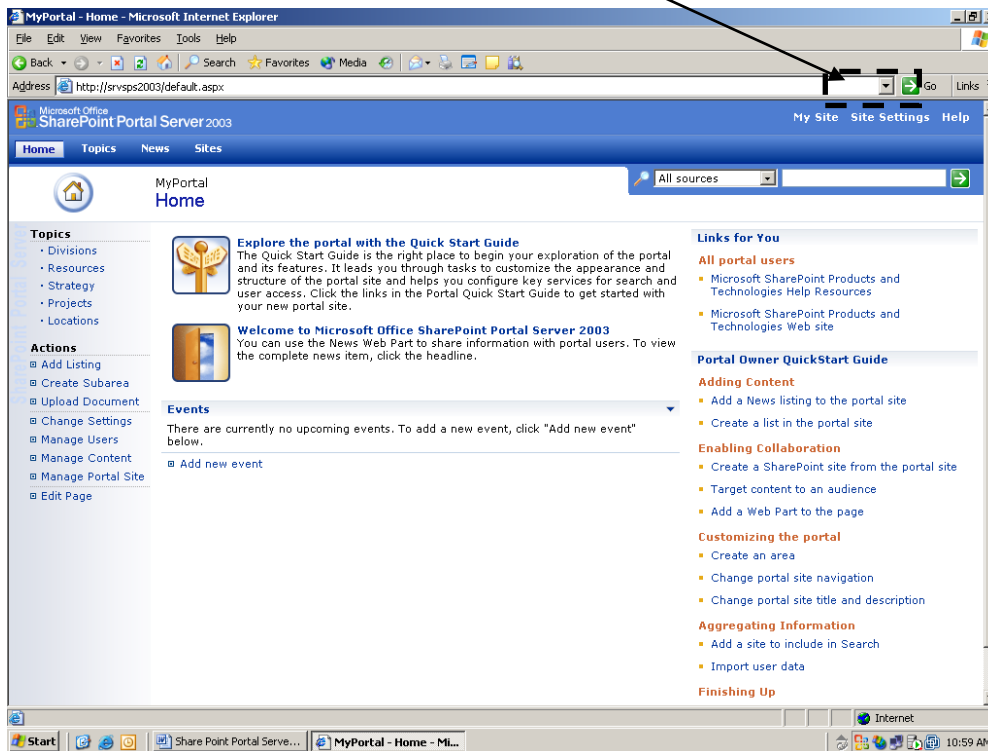 MyPortal - Home - Microsoft Internet Explorer
File Edit View Favorites Tools Help
Back Search Favorites Media
Address http://srvsps2003/default.aspx Go Links
Microsoft Office
SharePoint Portal Server 2003
My Site Site Settings Help
Home Topics News Sites
All sources
MyPortal
Home
Topics
Divisions
Resources
Strategy
Projects
Locations
Actions
Add Listing
Create Subarea
Upload Document
Change Settings
Manage Users
Manage Content
Manage Portal Site
Edit Page
SharePoint Portal Server
Explore the portal with the Quick Start Guide
The Quick Start Guide is the right place to begin your exploration of the portal
and its features. It leads you through tasks to customize the appearance and
structure of the portal site and helps you configure key services for search and
user access. Click the links in the Portal Quick Start Guide to get started with
your new portal site.
Welcome to Microsoft Office SharePoint Portal Server 2003
You can use the News Web Part to share information with portal users. To view
the complete news item, click the headline.
Events
There are currently no upcoming events. To add a new event, click "Add new event"
below.
Add new event
Links for You
All portal users
Microsoft SharePoint Products and
Technologies Help Resources
Microsoft SharePoint Products and
Technologies Web site
Portal Owner QuickStart Guide
Adding Content
Add a News listing to the portal site
Create a list in the portal site
Enabling Collaboration
Create a SharePoint site from the portal site
Target content to an audience
Add a Web Part to the page
Customizing the portal
Create an area
Change portal site navigation
Change portal site title and description
Aggregating Information
Add a site to include in Search
Import user data
Finishing Up
Internet
Start Share Point Portal Serve... MyPortal - Home - Mi... 10:59 AM